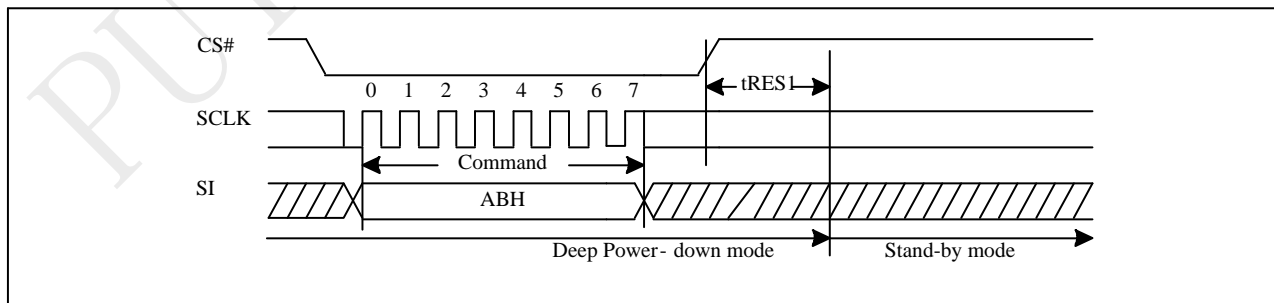 PU
CS#
tRES1
0 1 2 3 4 5 6 7
SCLK
Command
SI
ABH
Deep Power- down mode
Stand-by mode